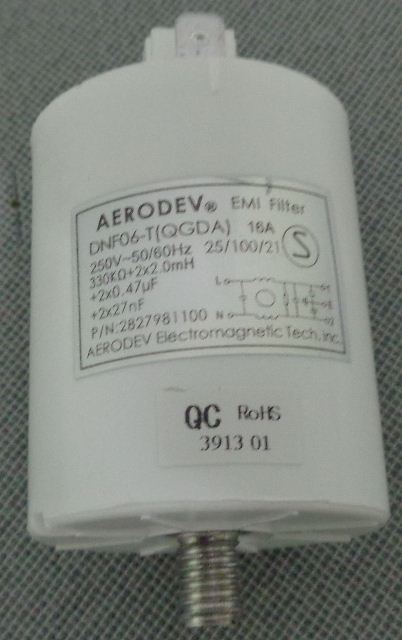 AERODEV® EMI Filter
DNF06-T(QGDA) 16A
250V~50/60Hz 25/100/21
330KΩ+2x2.0mH
+2x0.47µF
+2x27nF
P/N:2827981100
AERODEV Electromagnetic Tech,Inc.
S
L
N
QC RoHS
3913 01